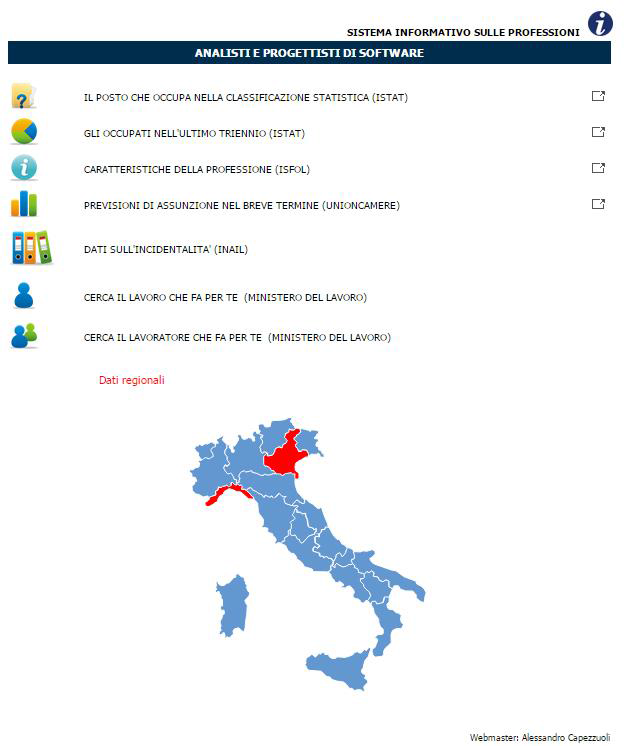 SISTEMA INFORMATIVO SULLE PROFESSIONI
ANALISTI E PROGETTISTI DI SOFTWARE
IL POSTO CHE OCCUPA NELLA CLASSIFICAZIONE STATISTICA (ISTAT)
GLI OCCUPATI NELL'ULTIMO TRIENNIO (ISTAT)
CARATTERISTICHE DELLA PROFESSIONE (ISFOL)
PREVISIONI DI ASSUNZIONE NEL BREVE TERMINE (UNIONCAMERE)
DATI SULL'INCIDENTALITA' (INAIL)
CERCA IL LAVORO CHE FA PER TE (MINISTERO DEL LAVORO)
CERCA IL LAVORATORE CHE FA PER TE (MINISTERO DEL LAVORO)
Dati regionali
Webmaster: Alessandro Capezzuoli